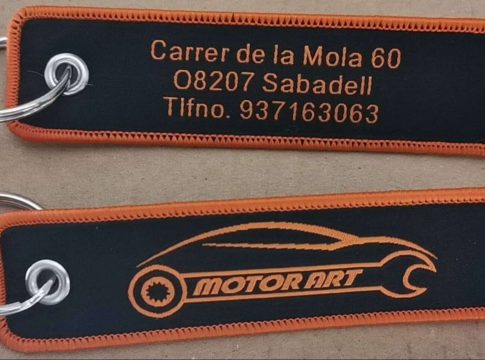 Carrer de la Mola 60
08207 Sabadell
Tlfno. 937163063
MOTOR ART